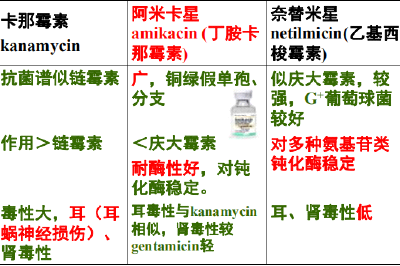 卡那霉素
kanamycin
阿米卡星
amikacin (丁胺卡
那霉素)
奈替米星
netilmicin(乙基西
梭霉素)
抗菌谱似链霉素
广，铜绿假单孢、
分支
似庆大霉素，较
强，G+葡萄球菌
较好
作用＞链霉素
＜庆大霉素
耐酶性好，对钝
化酶稳定。
对多种氨基苷类
钝化酶稳定
毒性大，耳（耳
蜗神经损伤）、
肾毒性
耳毒性与kanamycin
相似，肾毒性较
gentamicin轻
耳、肾毒性低